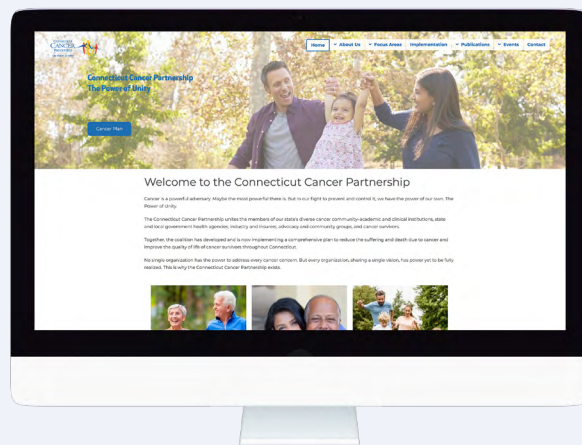 CONNECTICUT
CANCER
PARTNERSHIP
Home
About Us
Focus Areas
Implementation
Publications
Events
Contact
Connecticut Cancer Partnership
The Power of Unity
Cancer Plan
Welcome to the Connecticut Cancer Partnership
Cancer is a powerful adversary. Maybe the most powerful there is. But in our fight to prevent and control it, we have the power of our own. The
Power of Unity.
The Connecticut Cancer Partnership unites the members of our state's diverse cancer community–academic and clinical institutions, state
and local government health agencies, industry and insurers, advocacy and community groups, and cancer survivors.
Together, the coalition has developed and is now implementing a comprehensive plan to reduce the suffering and death due to cancer and
improve the quality of life of cancer survivors throughout Connecticut.
No single organization has the power to address every cancer concern. But every organization, sharing a single vision, has power yet to be fully
realized. This is why the Connecticut Cancer Partnership exists.